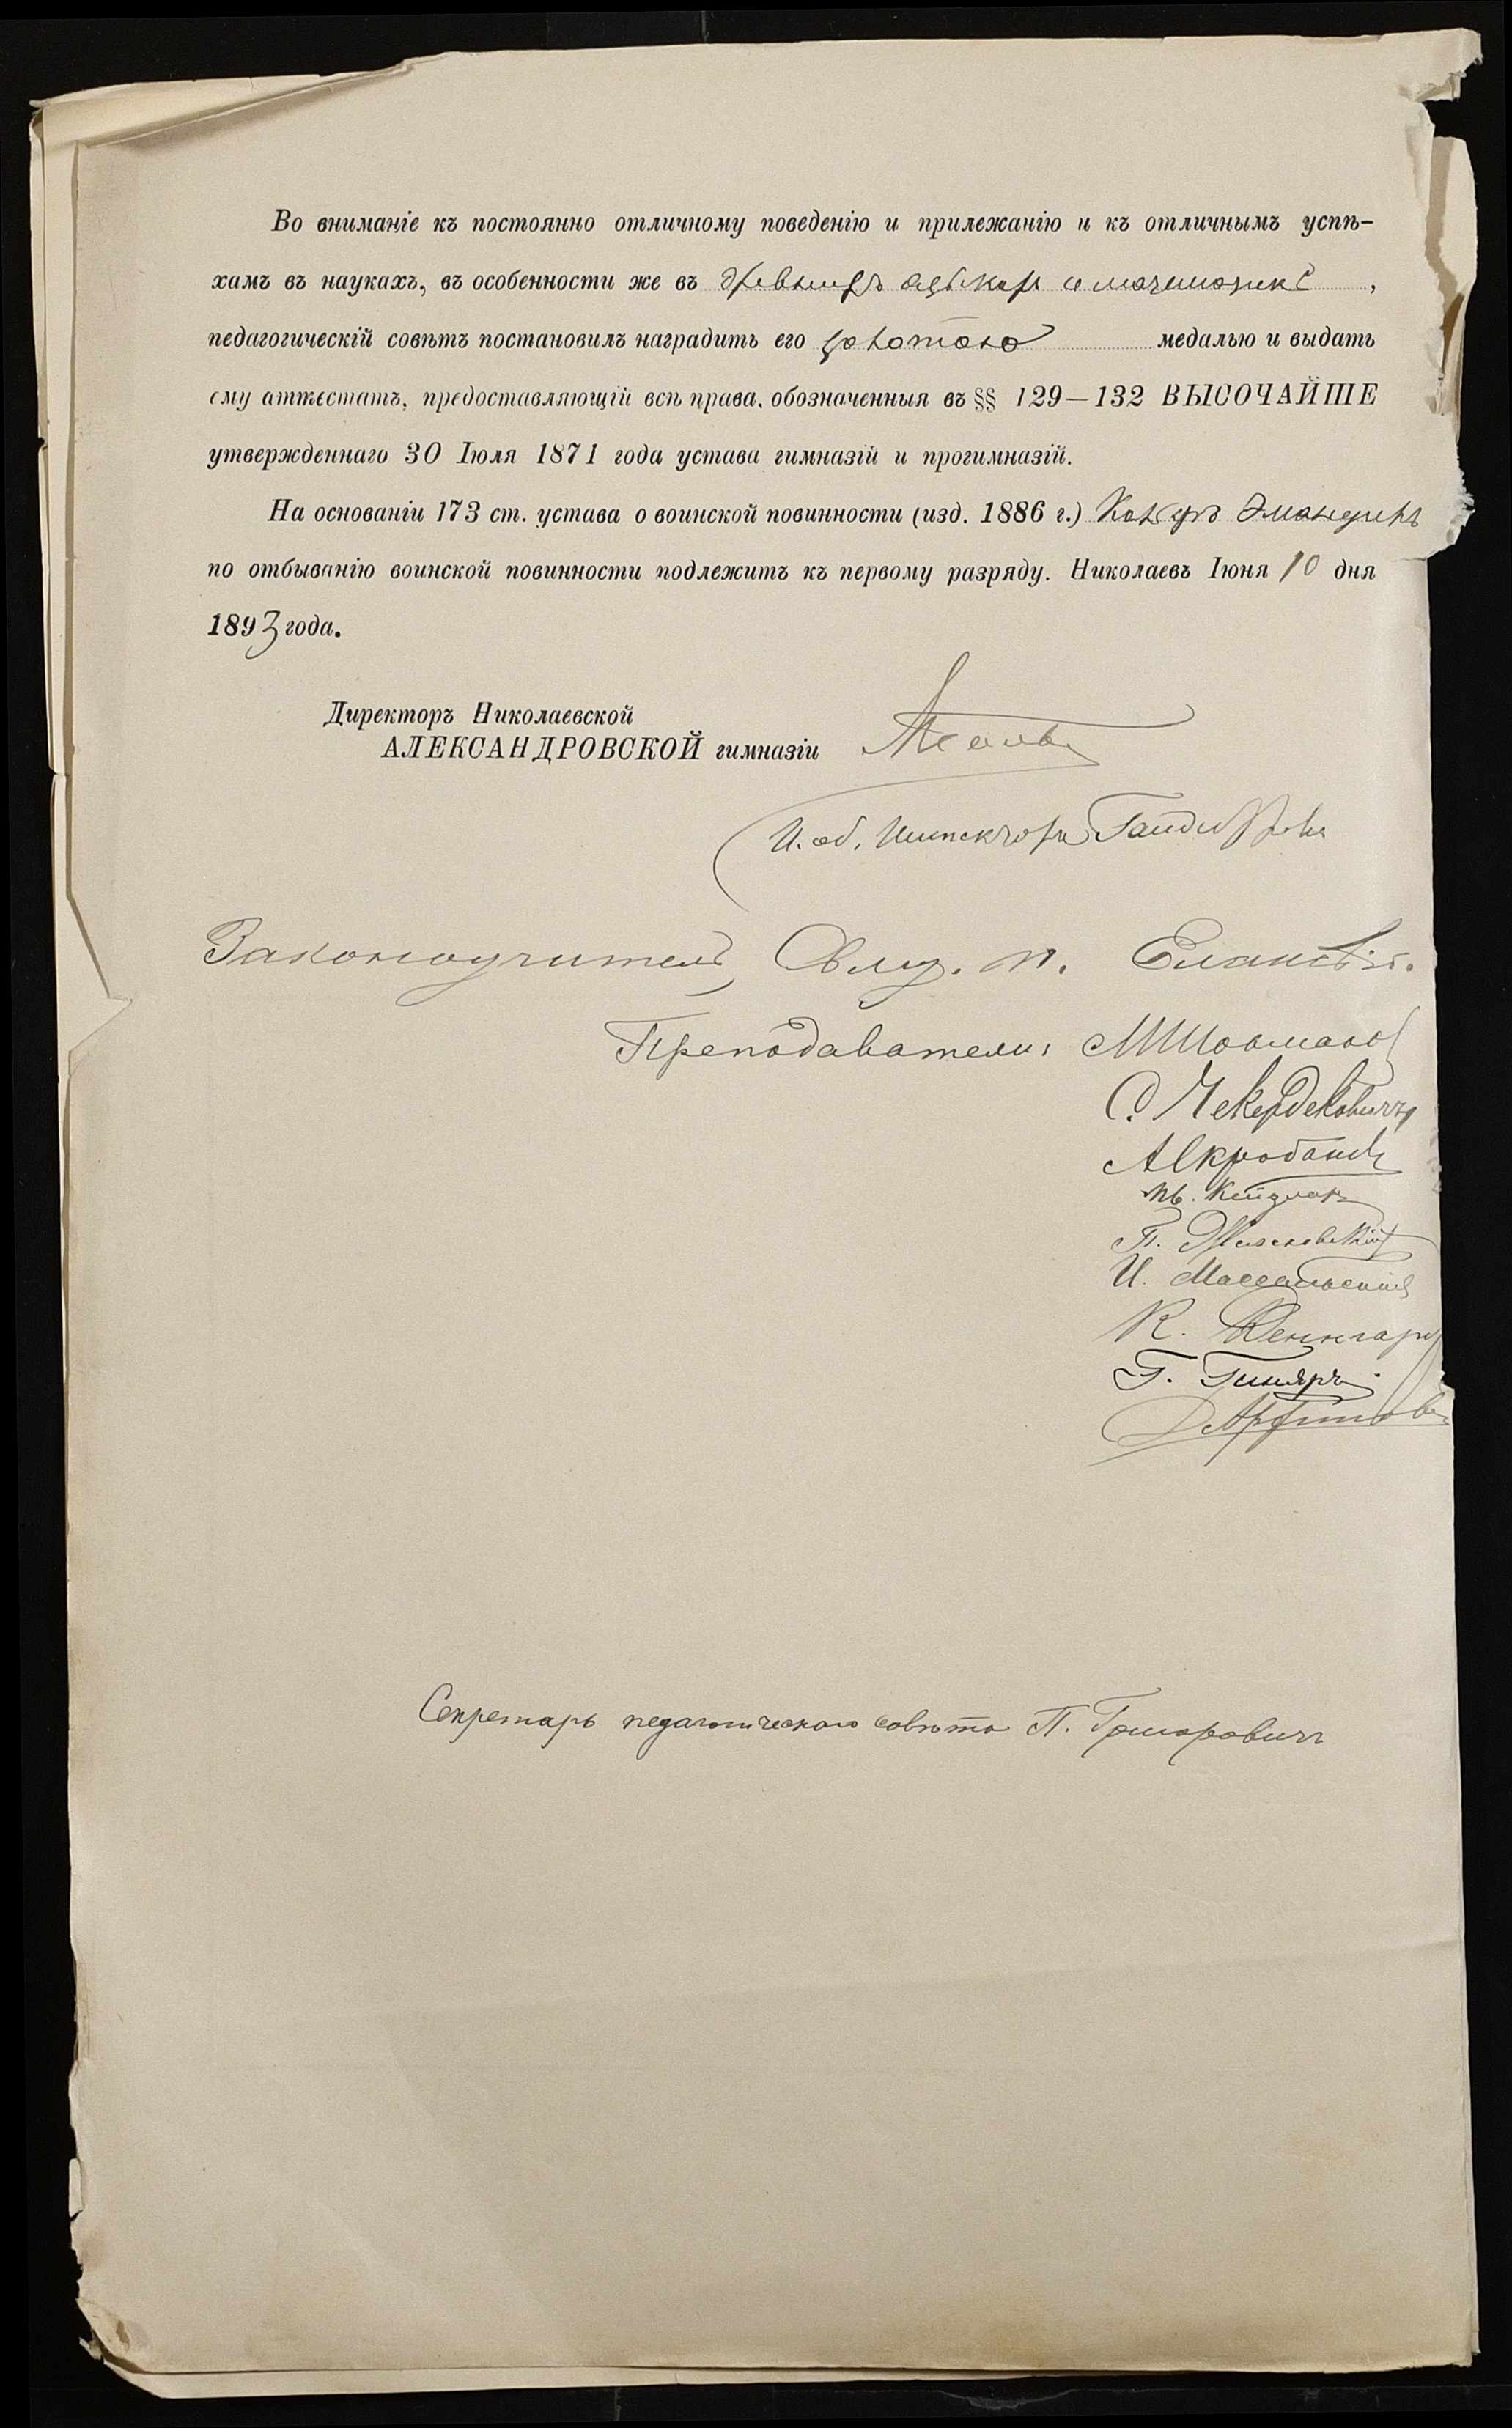 Во вниманіе къ постоянно отличному поведенію и прилежанію и къ отличнымъ успѣ-
хамъ въ наукахъ, въ особенности же въ древнихъ языкахъ и математикѣ,
педагогическій совѣтъ постановилъ наградить его золотою медалью и выдать
ему аттестатъ, предоставляющій всѣ права, обозначенныя въ §§ 129—132 ВЫСОЧАЙШЕ
утвержденнаго 30 Іюля 1871 года устава гимназій и прогимназій.
На основаніи 173 ст. устава о воинской повинности (изд. 1886 г.)
по отбыванію воинской повинности подлежитъ къ первому разряду. Николаевъ Іюня 10 дня
1893 года.
Директоръ Николаевской
АЛЕКСАНДРОВСКОЙ гимназіи
И. об. Инспектора
Законоучитель Свящ.
Преподаватели:
С. Чекердековичъ
А
П.
И.
К.
Г.
Секретарь педагогическаго совѣта П.